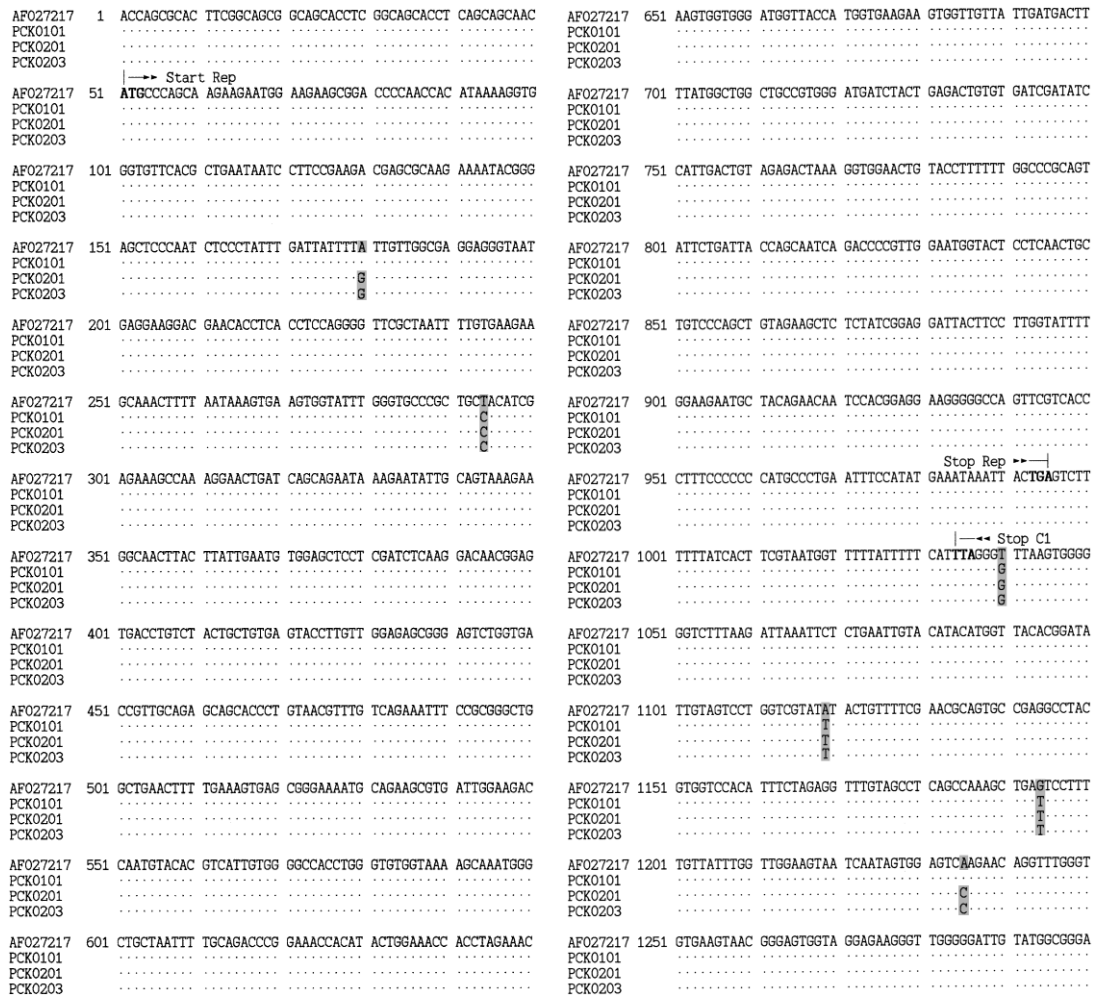 AF027217 1 ACCAGCGCAC TTCGGCAGCG GCAGCACCTC GGCAGCACCT CAGCAGCAAC
PCK0101 .......... .......... .......... .......... ..........
PCK0201 .......... .......... .......... .......... ..........
PCK0203 .......... .......... .......... .......... ..........
Start Rep
AF027217 51 ATGCCCAGCA AGAAGAATGG AAGAAGCGGA CCCCAACCAC ATAAAAGGTG
PCK0101 .......... .......... .......... .......... ..........
PCK0201 .......... .......... .......... .......... ..........
PCK0203 .......... .......... .......... .......... ..........
AF027217 101 GGTGTTCACG CTGAATAATC CTTCCGAAGA CGAGCGCAAG AAAATACGGG
PCK0101 .......... .......... .......... .......... ..........
PCK0201 .......... .......... .......... .......... ..........
PCK0203 .......... .......... .......... .......... ..........
AF027217 151 AGCTCCCAAT CTCCCTATTT GATTATTTTA TTGTTGGCGA GGAGGGTAAT
PCK0101 .......... .......... .......... .......... ..........
PCK0201 .......... .......... .........G .......... ..........
PCK0203 .......... .......... .........G .......... ..........
AF027217 201 GAGGAAGGAC GAACACCTCA CCTCCAGGGG TTCGCTAATT TTGTGAAGAA
PCK0101 .......... .......... .......... .......... ..........
PCK0201 .......... .......... .......... .......... ..........
PCK0203 .......... .......... .......... .......... ..........
AF027217 251 GCAAACTTTT AATAAAGTGA AGTGGTATTT GGGTGCCCGC TGCTACATCG
PCK0101 .......... .......... .......... .......... ...C......
PCK0201 .......... .......... .......... .......... ...C......
PCK0203 .......... .......... .......... .......... ...C......
AF027217 301 AGAAAGCCAA AGGAACTGAT CAGCAGAATA AAGAATATTG CAGTAAAGAA
PCK0101 .......... .......... .......... .......... ..........
PCK0201 .......... .......... .......... .......... ..........
PCK0203 .......... .......... .......... .......... ..........
AF027217 351 GGCAACTTAC TTATTGAATG TGGAGCTCCT CGATCTCAAG GACAACGGAG
PCK0101 .......... .......... .......... .......... ..........
PCK0201 .......... .......... .......... .......... ..........
PCK0203 .......... .......... .......... .......... ..........
AF027217 401 TGACCTGTCT ACTGCTGTGA GTACCTTGTT GGAGAGCGGG AGTCTGGTGA
PCK0101 .......... .......... .......... .......... ..........
PCK0201 .......... .......... .......... .......... ..........
PCK0203 .......... .......... .......... .......... ..........
AF027217 451 CCGTTGCAGA GCAGCACCCT GTAACGTTTG TCAGAAATTT CCGCGGGCTG
PCK0101 .......... .......... .......... .......... ..........
PCK0201 .......... .......... .......... .......... ..........
PCK0203 .......... .......... .......... .......... ..........
AF027217 501 GCTGAACTTT TGAAAGTGAG CGGGAAAATG CAGAAGCGTG ATTGGAAGAC
PCK0101 .......... .......... .......... .......... ..........
PCK0201 .......... .......... .......... .......... ..........
PCK0203 .......... .......... .......... .......... ..........
AF027217 551 CAATGTACAC GTCATTGTGG GGCCACCTGG GTGTGGTAAA AGCAAATGGG
PCK0101 .......... .......... .......... .......... ..........
PCK0201 .......... .......... .......... .......... ..........
PCK0203 .......... .......... .......... .......... ..........
AF027217 601 CTGCTAATTT TGCAGACCCG GAAACCACAT ACTGGAAACC ACCTAGAAAC
PCK0101 .......... .......... .......... .......... ..........
PCK0201 .......... .......... .......... .......... ..........
PCK0203 .......... .......... .......... .......... ..........
AF027217 651 AAGTGGTGGG ATGGTTACCA TGGTGAAGAA GTGGTTGTTA TTGATGACTT
PCK0101 .......... .......... .......... .......... ..........
PCK0201 .......... .......... .......... .......... ..........
PCK0203 .......... .......... .......... .......... ..........
AF027217 701 TTATGGCTGG CTGCCGTGGG ATGATCTACT GAGACTGTGT GATCGATATC
PCK0101 .......... .......... .......... .......... ..........
PCK0201 .......... .......... .......... .......... ..........
PCK0203 .......... .......... .......... .......... ..........
AF027217 751 CATTGACTGT AGAGACTAAA GGTGGAACTG TACCTTTTTT GGCCCGCAGT
PCK0101 .......... .......... .......... .......... ..........
PCK0201 .......... .......... .......... .......... ..........
PCK0203 .......... .......... .......... .......... ..........
AF027217 801 ATTCTGATTA CCAGCAATCA GACCCCGTTG GAATGGTACT CCTCAACTGC
PCK0101 .......... .......... .......... .......... ..........
PCK0201 .......... .......... .......... .......... ..........
PCK0203 .......... .......... .......... .......... ..........
AF027217 851 TGTCCCAGCT GTAGAAGCTC TCTATCGGAG GATTACTTCC TTGGTATTTT
PCK0101 .......... .......... .......... .......... ..........
PCK0201 .......... .......... .......... .......... ..........
PCK0203 .......... .......... .......... .......... ..........
AF027217 901 GGAAGAATGC TACAGAACAA TCCACGGAGG AAGGGGGCCA GTTCGTCACC
PCK0101 .......... .......... .......... .......... ..........
PCK0201 .......... .......... .......... .......... ..........
PCK0203 .......... .......... .......... .......... ..........
Stop Rep
AF027217 951 CTTTCCCCCC CATGCCCTGA ATTTCCATAT GAAATAAATT ACTGAGTCTT
PCK0101 .......... .......... .......... .......... ..........
PCK0201 .......... .......... .......... .......... ..........
PCK0203 .......... .......... .......... .......... ..........
Stop C1
AF027217 1001 TTTTATCACT TCGTAATGGT TTTTATTTTT CATTTAGGGT TTAAGTGGGG
PCK0101 .......... .......... .......... .........G ..........
PCK0201 .......... .......... .......... .........G ..........
PCK0203 .......... .......... .......... .........G ..........
AF027217 1051 GGTCTTTAAG ATTAAATTCT CTGAATTGTA CATACATGGT TACACGGATA
PCK0101 .......... .......... .......... .......... ..........
PCK0201 .......... .......... .......... .......... ..........
PCK0203 .......... .......... .......... .......... ..........
AF027217 1101 TTGTAGTCCT GGTCGTATAT ACTGTTTTCG AACGCAGTGC CGAGGCCTAC
PCK0101 .......... ........T. .......... .......... ..........
PCK0201 .......... ........T. .......... .......... ..........
PCK0203 .......... ........T. .......... .......... ..........
AF027217 1151 GTGGTCCACA TTTCTAGAGG TTTGTAGCCT CAGCCAAAGC TGAGTCCTTT
PCK0101 .......... .......... .......... .......... ...T......
PCK0201 .......... .......... .......... .......... ...T......
PCK0203 .......... .......... .......... .......... ...T......
AF027217 1201 TGTTATTTGG TTGGAAGTAA TCAATAGTGG AGTCAAGAAC AGGTTTGGGT
PCK0101 .......... .......... .......... .......... ..........
PCK0201 .......... .......... .......... ....C..... ..........
PCK0203 .......... .......... .......... ....C..... ..........
AF027217 1251 GTGAAGTAAC GGGAGTGGTA GGAGAAGGGT TGGGGGATTG TATGGCGGGA
PCK0101 .......... .......... .......... .......... ..........
PCK0201 .......... .......... .......... .......... ..........
PCK0203 .......... .......... .......... .......... ..........